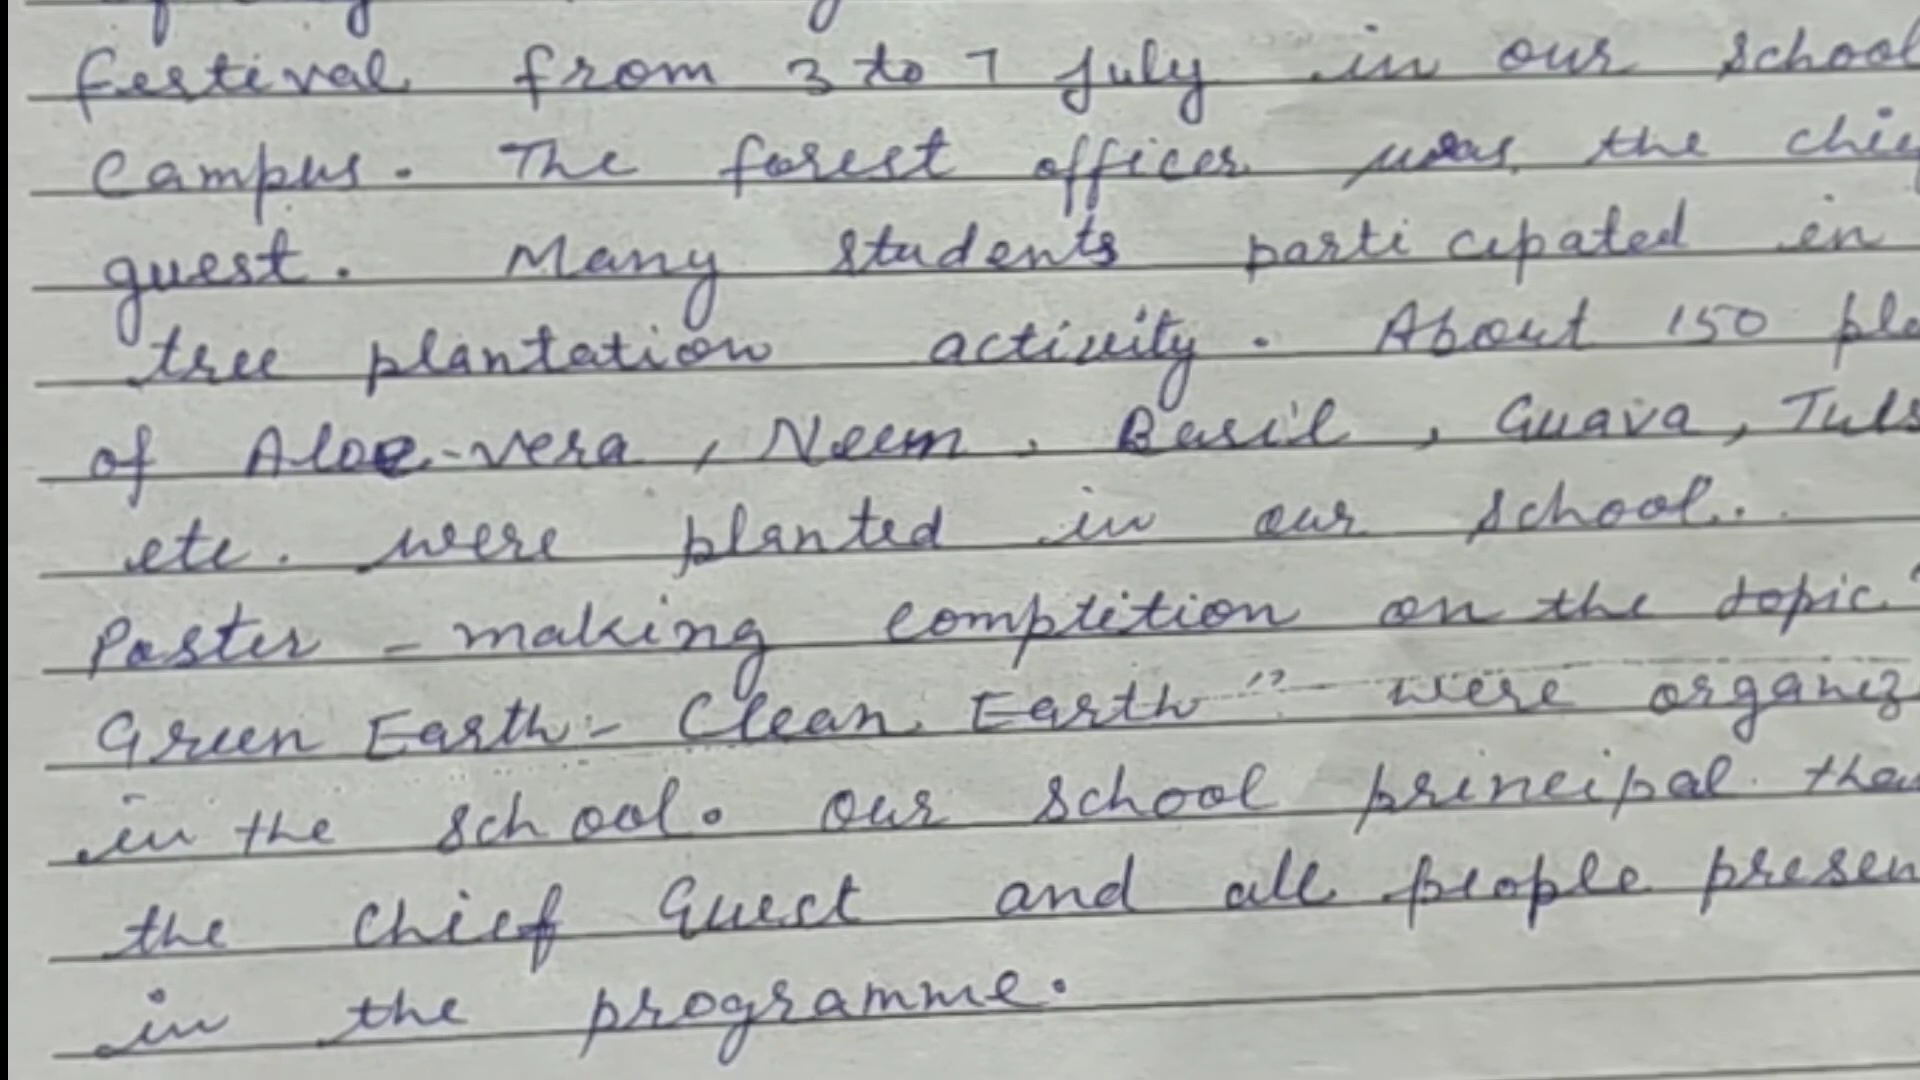 festival from 3 to 7 july in our school
campus. The forest officer was the chie
guest. Many students participated in
tree plantation activity. About 150 pla
of Aloe-vera, Neem, Basil, Guava, Tuls
etc. were planted in our school.
Poster-making comptetion on the topic "
Green Earth- Clean Earth" were organiz
in the school. our school principal than
the chief Guest and all people presen
in the programme.